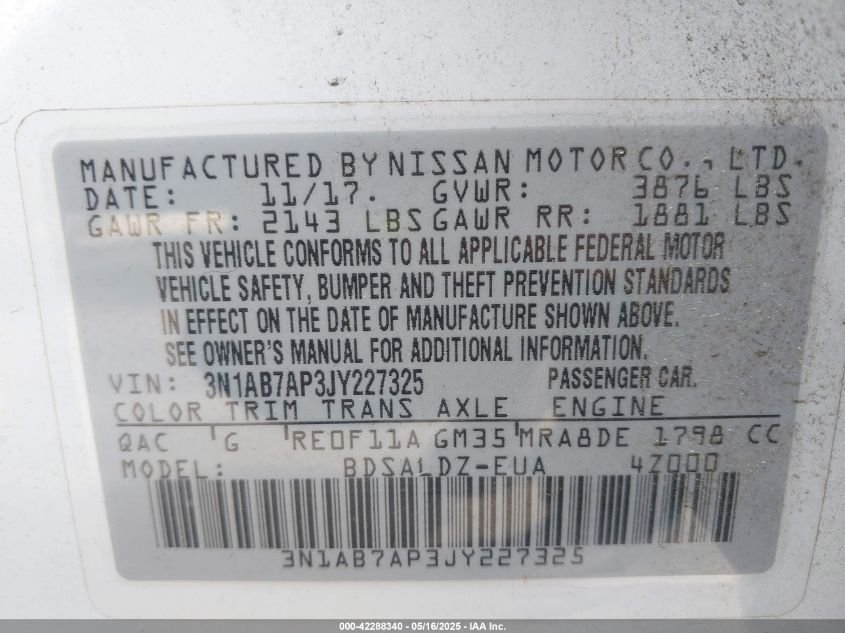 MANUFACTURED BY NISSAN MOTOR CO., LTD.
DATE: 11/17. GVWR: 3876 LBS
GAWR FR: 2143 LBS GAWR RR: 1881 LBS
THIS VEHICLE CONFORMS TO ALL APPLICABLE FEDERAL MOTOR
VEHICLE SAFETY, BUMPER AND THEFT PREVENTION STANDARDS
IN EFFECT ON THE DATE OF MANUFACTURE SHOWN ABOVE.
SEE OWNER'S MANUAL FOR ADDITIONAL INFORMATION.
VIN: 3N1AB7AP3JY227325 PASSENGER CAR.
COLOR TRIM TRANS AXLE ENGINE
QAC G RE0F11A GM35 MRA8DE 1798 CC
MODEL: BDSALDZ-EUA 4Z000
3N1AB7AP3JY227325
000-42288340 - 05/16/2025 - IAA Inc.